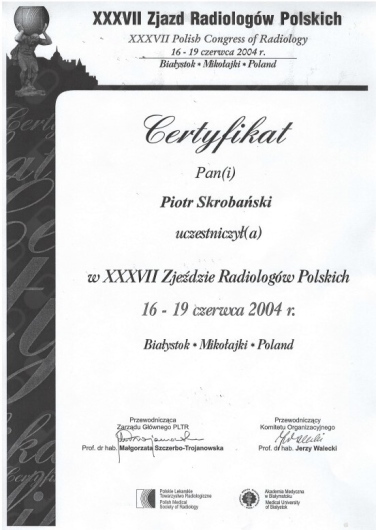 XXXVII Zjazd Radiologów Polskich
XXXVII Polish Congress of Radiology
16 - 19 czerwca 2004 r.
Białystok • Mikołajki • Poland
Certyfikat
Pan(i)
Piotr Skrobański
uczestniczył(a)
w XXXVII Zjeździe Radiologów Polskich
16 - 19 czerwca 2004 r.
Białystok • Mikołajki • Poland
Przewodnicząca
Zarządu Głównego PLTR
Prof. dr hab. Małgorzata Szczerbo-Trojanowska
Przewodniczący
Komitetu Organizacyjnego
Prof. dr hab. Jerzy Walecki
Polskie Lekarskie
Towarzystwo Radiologiczne
Polish Medical
Society of Radiology
Akademia Medyczna
w Białymstoku
Medical University
of Białystok